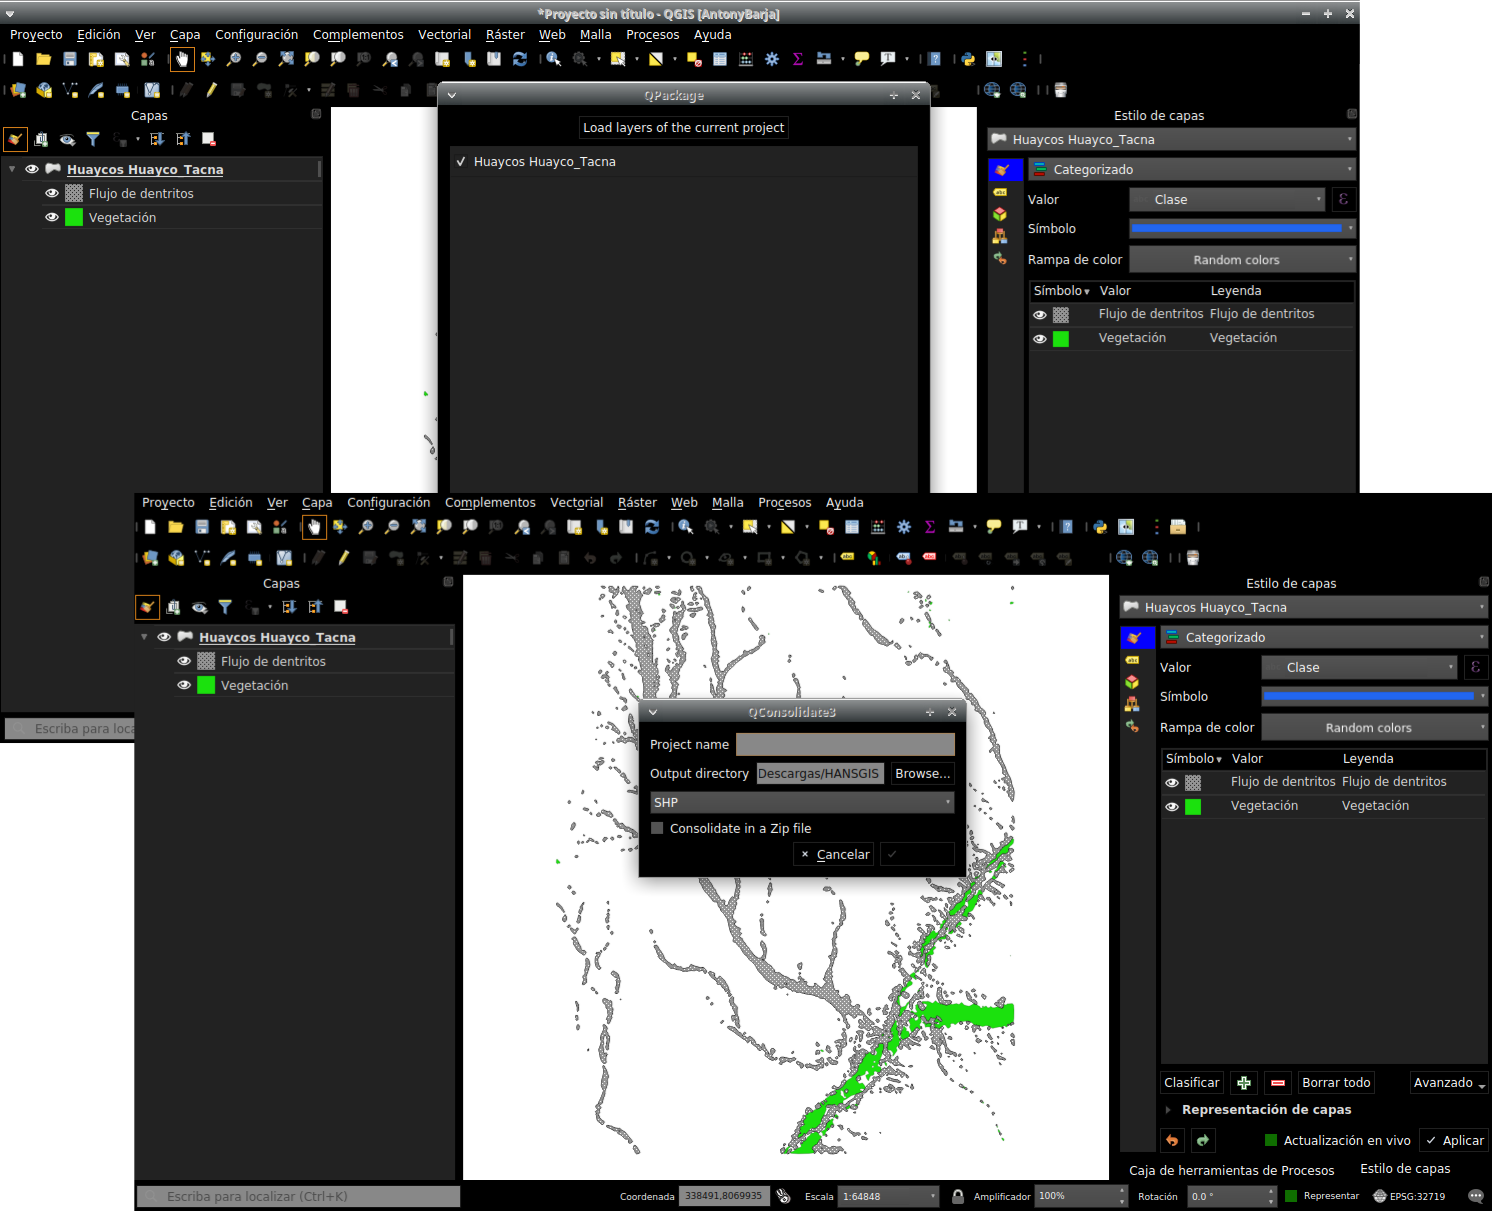 *Proyecto sin título - QGIS [AntonyBarja]
Proyecto Edición Ver Capa Configuración Complementos Vectorial Ráster Web Malla Procesos Ayuda
Capas
Huaycos Huayco_Tacna
Flujo de dentritos
Vegetación
QPackage
Load layers of the current project
Huaycos Huayco_Tacna
Estilo de capas
Huaycos Huayco_Tacna
Categorizado
Valor Clase
Símbolo
Rampa de color Random colors
Símbolo Valor Leyenda
Flujo de dentritos Flujo de dentritos
Vegetación Vegetación
Escriba para loca
Proyecto Edición Ver Capa Configuración Complementos Vectorial Ráster Web Malla Procesos Ayuda
Capas
Huaycos Huayco_Tacna
Flujo de dentritos
Vegetación
QConsolidate3
Project name
Output directory Descargas/HANSGIS Browse...
SHP
Consolidate in a Zip file
Cancelar
Estilo de capas
Huaycos Huayco_Tacna
Categorizado
Valor Clase
Símbolo
Rampa de color Random colors
Símbolo Valor Leyenda
Flujo de dentritos Flujo de dentritos
Vegetación Vegetación
Clasificar Borrar todo Avanzado
Representación de capas
Actualización en vivo Aplicar
Caja de herramientas de Procesos Estilo de capas
Escriba para localizar (Ctrl+K) Coordenada 338491,8069935 Escala 1:64848 Amplificador 100% Rotación 0.0 ° Representar EPSG:32719